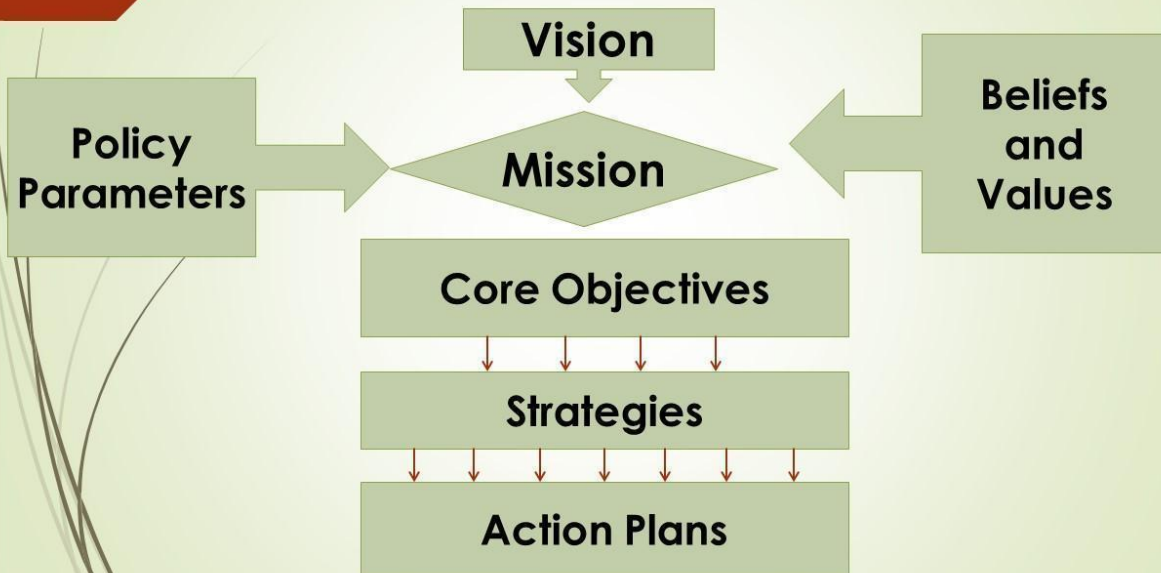 Vision
Policy
Parameters
Mission
Beliefs
and
Values
Core Objectives
Strategies
Action Plans